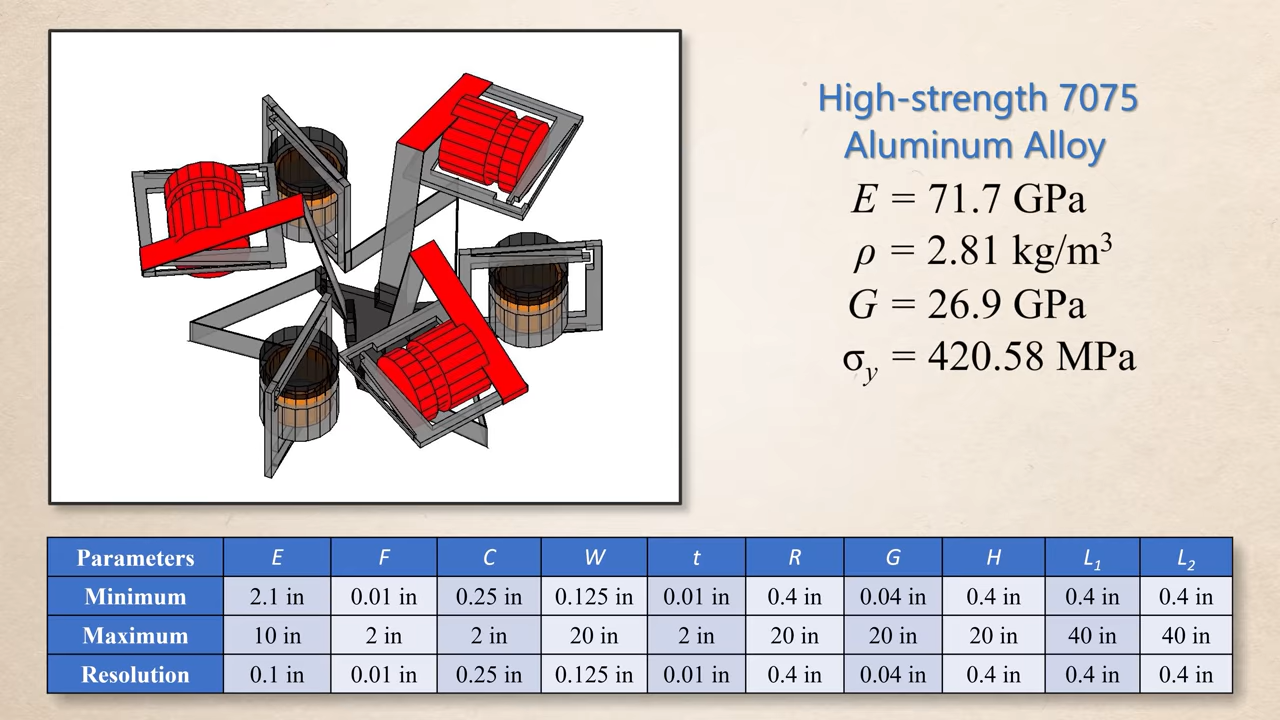 High-strength 7075
Aluminum Alloy
E = 71.7 GPa
ρ = 2.81 kg/m³
G = 26.9 GPa
σy = 420.58 MPa
Parameters E F C W t R G H L1 L2
Minimum 2.1 in 0.01 in 0.25 in 0.125 in 0.01 in 0.4 in 0.04 in 0.4 in 0.4 in 0.4 in
Maximum 10 in 2 in 2 in 20 in 2 in 20 in 20 in 20 in 40 in 40 in
Resolution 0.1 in 0.01 in 0.25 in 0.125 in 0.01 in 0.4 in 0.04 in 0.4 in 0.4 in 0.4 in